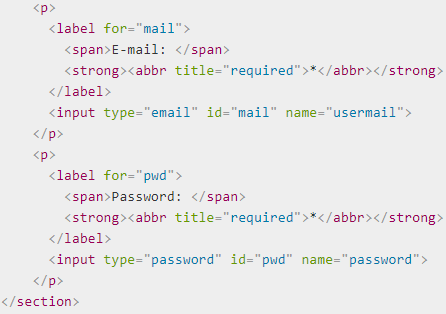 <p>
<label for="mail">
<span>E-mail: </span>
<strong><abbr title="required">*</abbr></strong>
</label>
<input type="email" id="mail" name="usermail">
</p>
<p>
<label for="pwd">
<span>Password: </span>
<strong><abbr title="required">*</abbr></strong>
</label>
<input type="password" id="pwd" name="password">
</p>
</section>